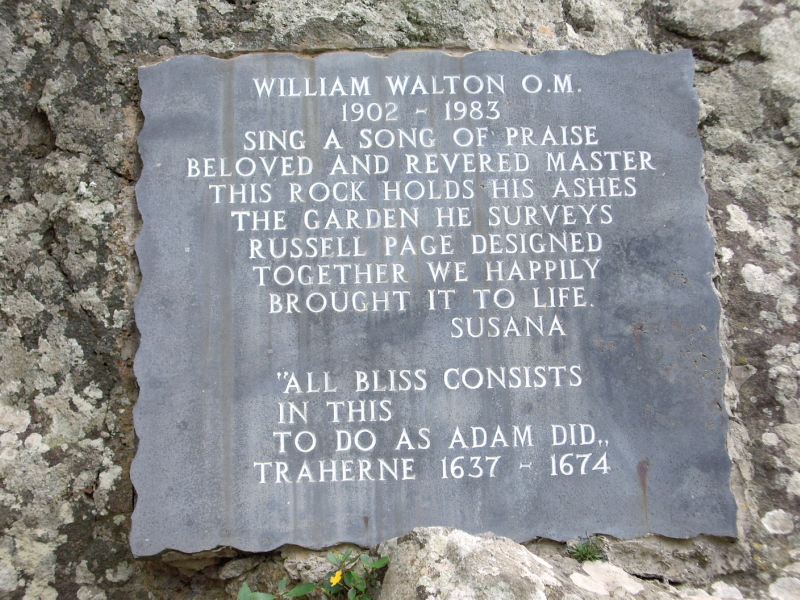 WILLIAM WALTON O.M.
1902 - 1983
SING A SONG OF PRAISE
BELOVED AND REVERED MASTER
THIS ROCK HOLDS HIS ASHES
THE GARDEN HE SURVEYS
RUSSELL PAGE DESIGNED
TOGETHER WE HAPPILY
BROUGHT IT TO LIFE.
SUSANA
"ALL BLISS CONSISTS
IN THIS
TO DO AS ADAM DID,,
TRAHERNE 1637 - 1674